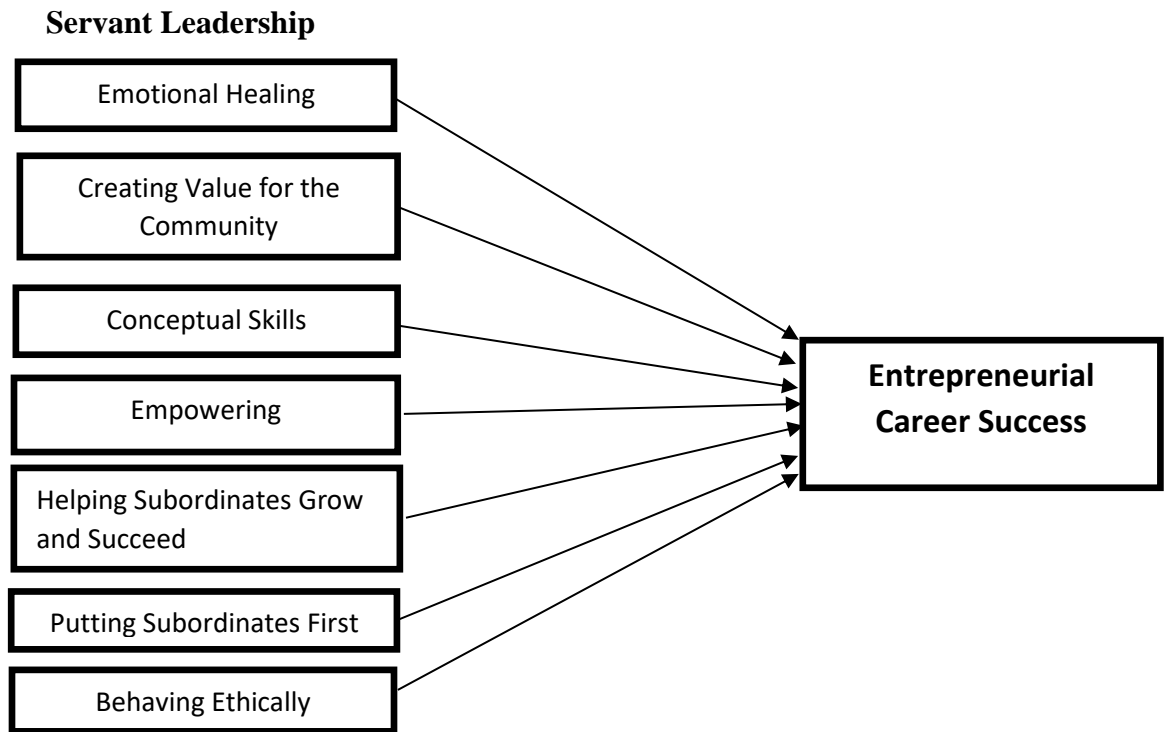 Servant Leadership
Emotional Healing
Creating Value for the
Community
Conceptual Skills
Empowering
Helping Subordinates Grow
and Succeed
Putting Subordinates First
Behaving Ethically
Entrepreneurial
Career Success